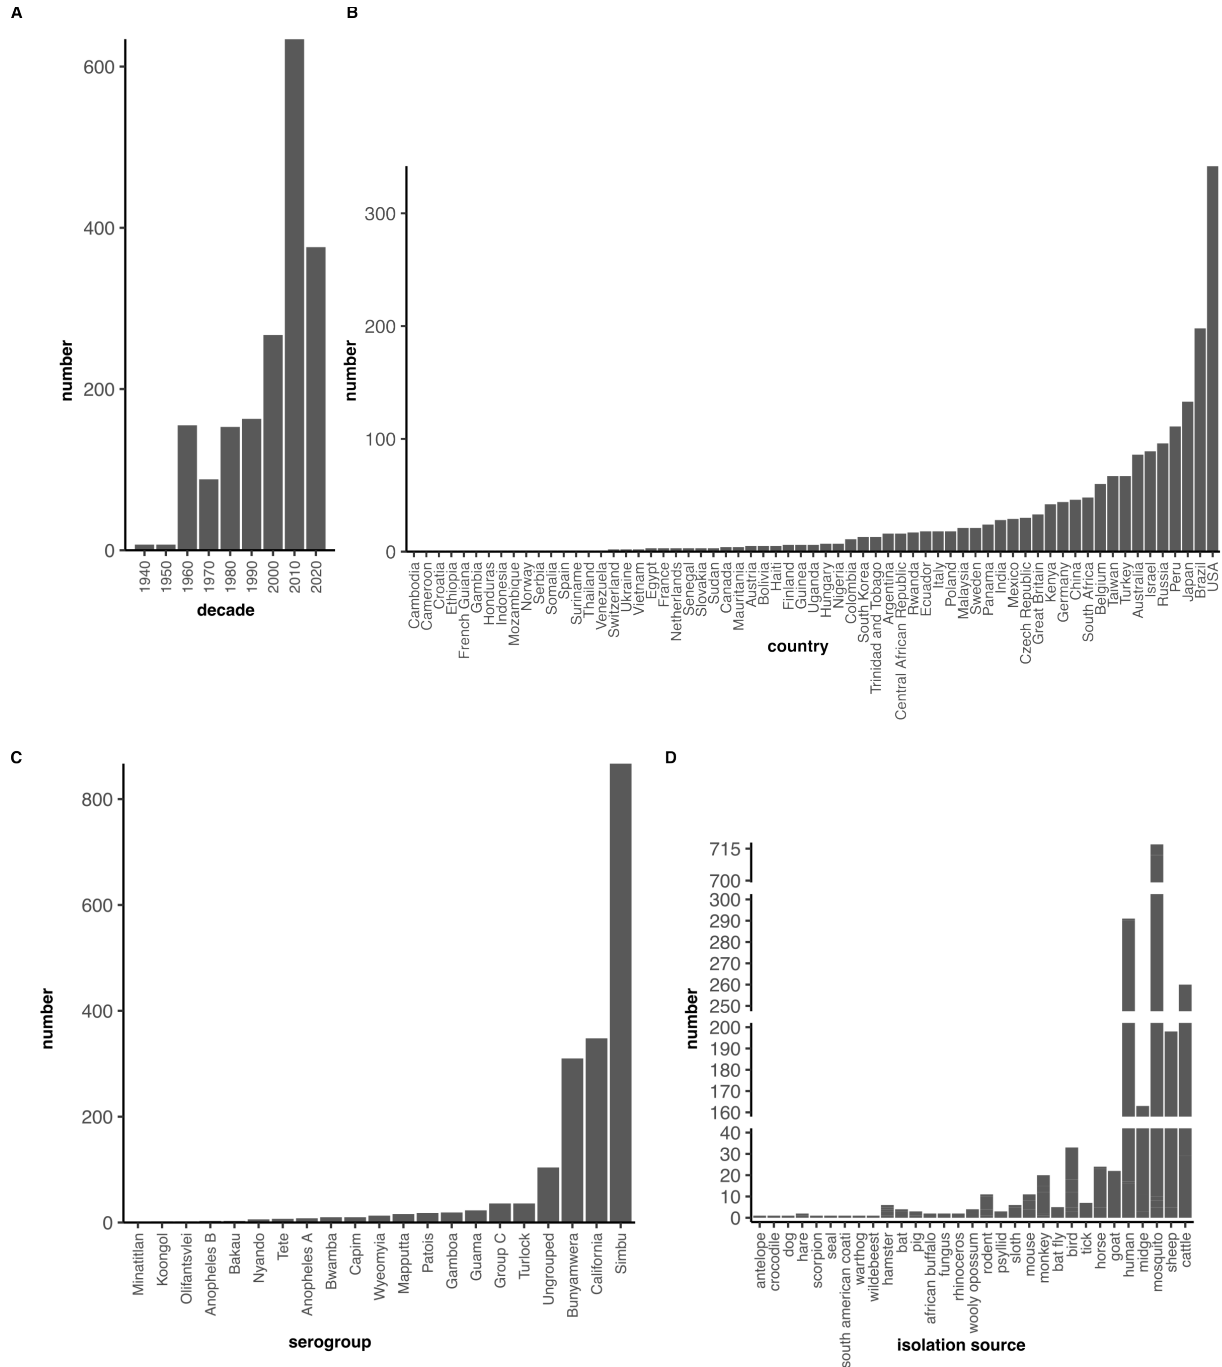 A
600
400
200
0
number
1940
1950
1960
1970
1980
1990
2000
2010
2020
decade
B
300
200
100
0
number
Cambodia
Cameroon
Croatia
Ethiopia
French Guiana
Gambia
Honduras
Indonesia
Mozambique
Norway
Serbia
Somalia
Spain
Suriname
Thailand
Venezuela
Switzerland
Ukraine
Vietnam
Egypt
France
Netherlands
Senegal
Slovakia
Sudan
Canada
Mauritania
Austria
Bolivia
Haiti
Finland
Guinea
Uganda
Hungary
Nigeria
Colombia
South Korea
Trinidad and Tobago
Argentina
Central African Republic
Rwanda
Ecuador
Italy
Poland
Malaysia
Sweden
Panama
India
Mexico
Czech Republic
Great Britain
Kenya
Germany
China
South Africa
Belgium
Taiwan
Turkey
Australia
Israel
Russia
Peru
Japan
Brazil
USA
country
C
800
600
400
200
0
number
Minatitlan
Koongol
Olifantsvlei
Anopheles B
Bakau
Nyando
Tete
Anopheles A
Bwamba
Capim
Wyeomyia
Mapputta
Patois
Gamboa
Guama
Group C
Turlock
Ungrouped
Bunyamwera
California
Simbu
serogroup
D
715
700
300
290
280
270
260
250
200
190
180
170
160
40
30
20
10
0
number
antelope
crocodile
dog
hare
scorpion
seal
south american coati
warthog
wildebeest
hamster
bat
pig
african buffalo
fungus
rhinoceros
wooly opossum
rodent
psyllid
sloth
mouse
monkey
bat fly
bird
tick
horse
goat
human
midge
mosquito
sheep
cattle
isolation source